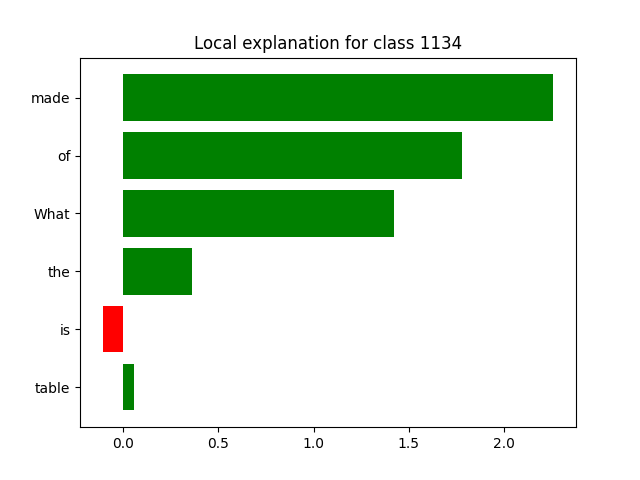 Local explanation for class 1134
made
of
What
the
is
table
0.0 0.5 1.0 1.5 2.0